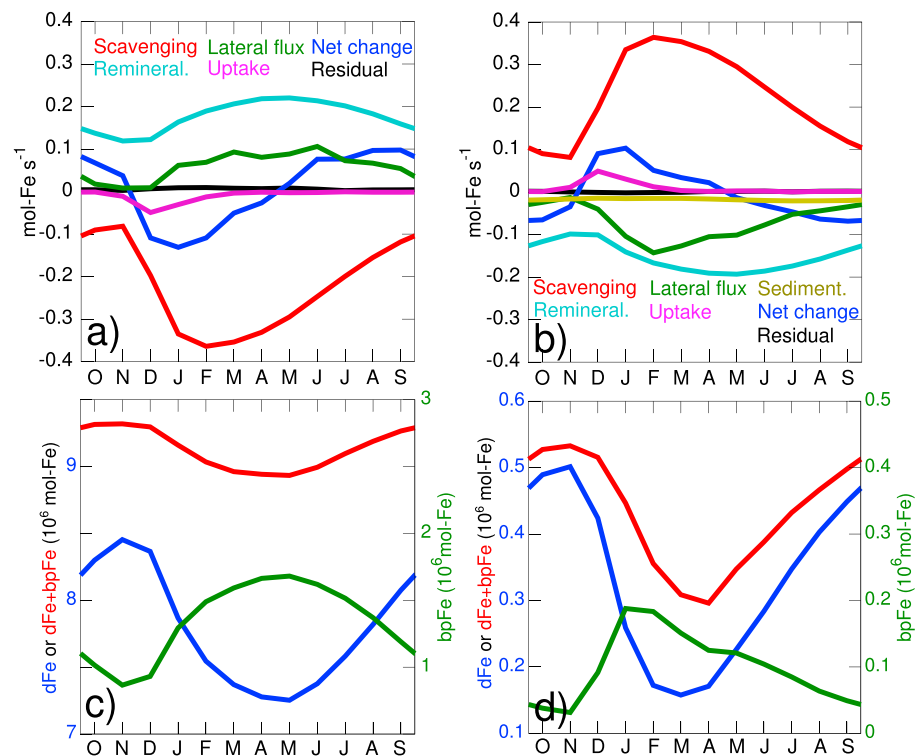 0.4
0.3
0.2
0.1
0
-0.1
-0.2
-0.3
-0.4
mol-Fe s⁻¹
Scavenging Lateral flux Net change
Remineral. Uptake Residual
a)
O N D J F M A M J J A S
0.4
0.3
0.2
0.1
0
-0.1
-0.2
-0.3
-0.4
mol-Fe s⁻¹
Scavenging Lateral flux Sediment.
Remineral. Uptake Net change
Residual
b)
O N D J F M A M J J A S
9
8
7
dFe or dFe+bpFe (10⁶ mol-Fe)
3
2
1
bpFe (10⁶mol-Fe)
c)
O N D J F M A M J J A S
0.6
0.5
0.4
0.3
0.2
0.1
dFe or dFe+bpFe (10⁶ mol-Fe)
0.5
0.4
0.3
0.2
0.1
0
bpFe (10⁶mol-Fe)
d)
O N D J F M A M J J A S